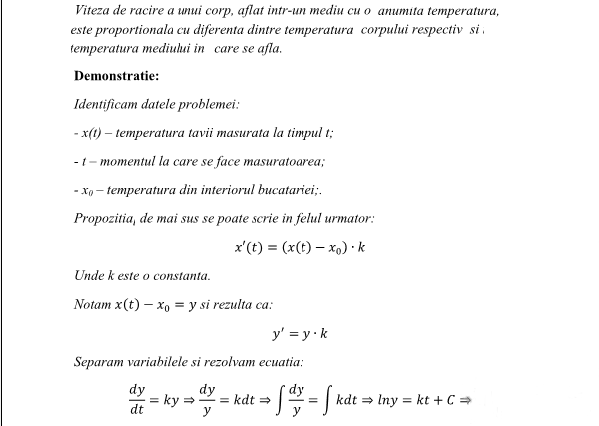 Viteza de racire a unui corp, aflat intr-un mediu cu o anumita temperatura,
este proportionala cu diferenta dintre temperatura corpului respectiv si
temperatura mediului in care se afla.
Demonstratie:
Identificam datele problemei:
- x(t) – temperatura tavii masurata la timpul t;
- t – momentul la care se face masuratoarea;
- x₀ – temperatura din interiorul bucatariei;.
Propozitia, de mai sus se poate scrie in felul urmator:
x′(t) = (x(t) − x₀) · k
Unde k este o constanta.
Notam x(t) − x₀ = y si rezulta ca:
y′ = y · k
Separam variabilele si rezolvam ecuatia:
dy/dt = ky ⇒ dy/y = kdt ⇒ ∫ dy/y = ∫ kdt ⇒ lny = kt + C ⇒